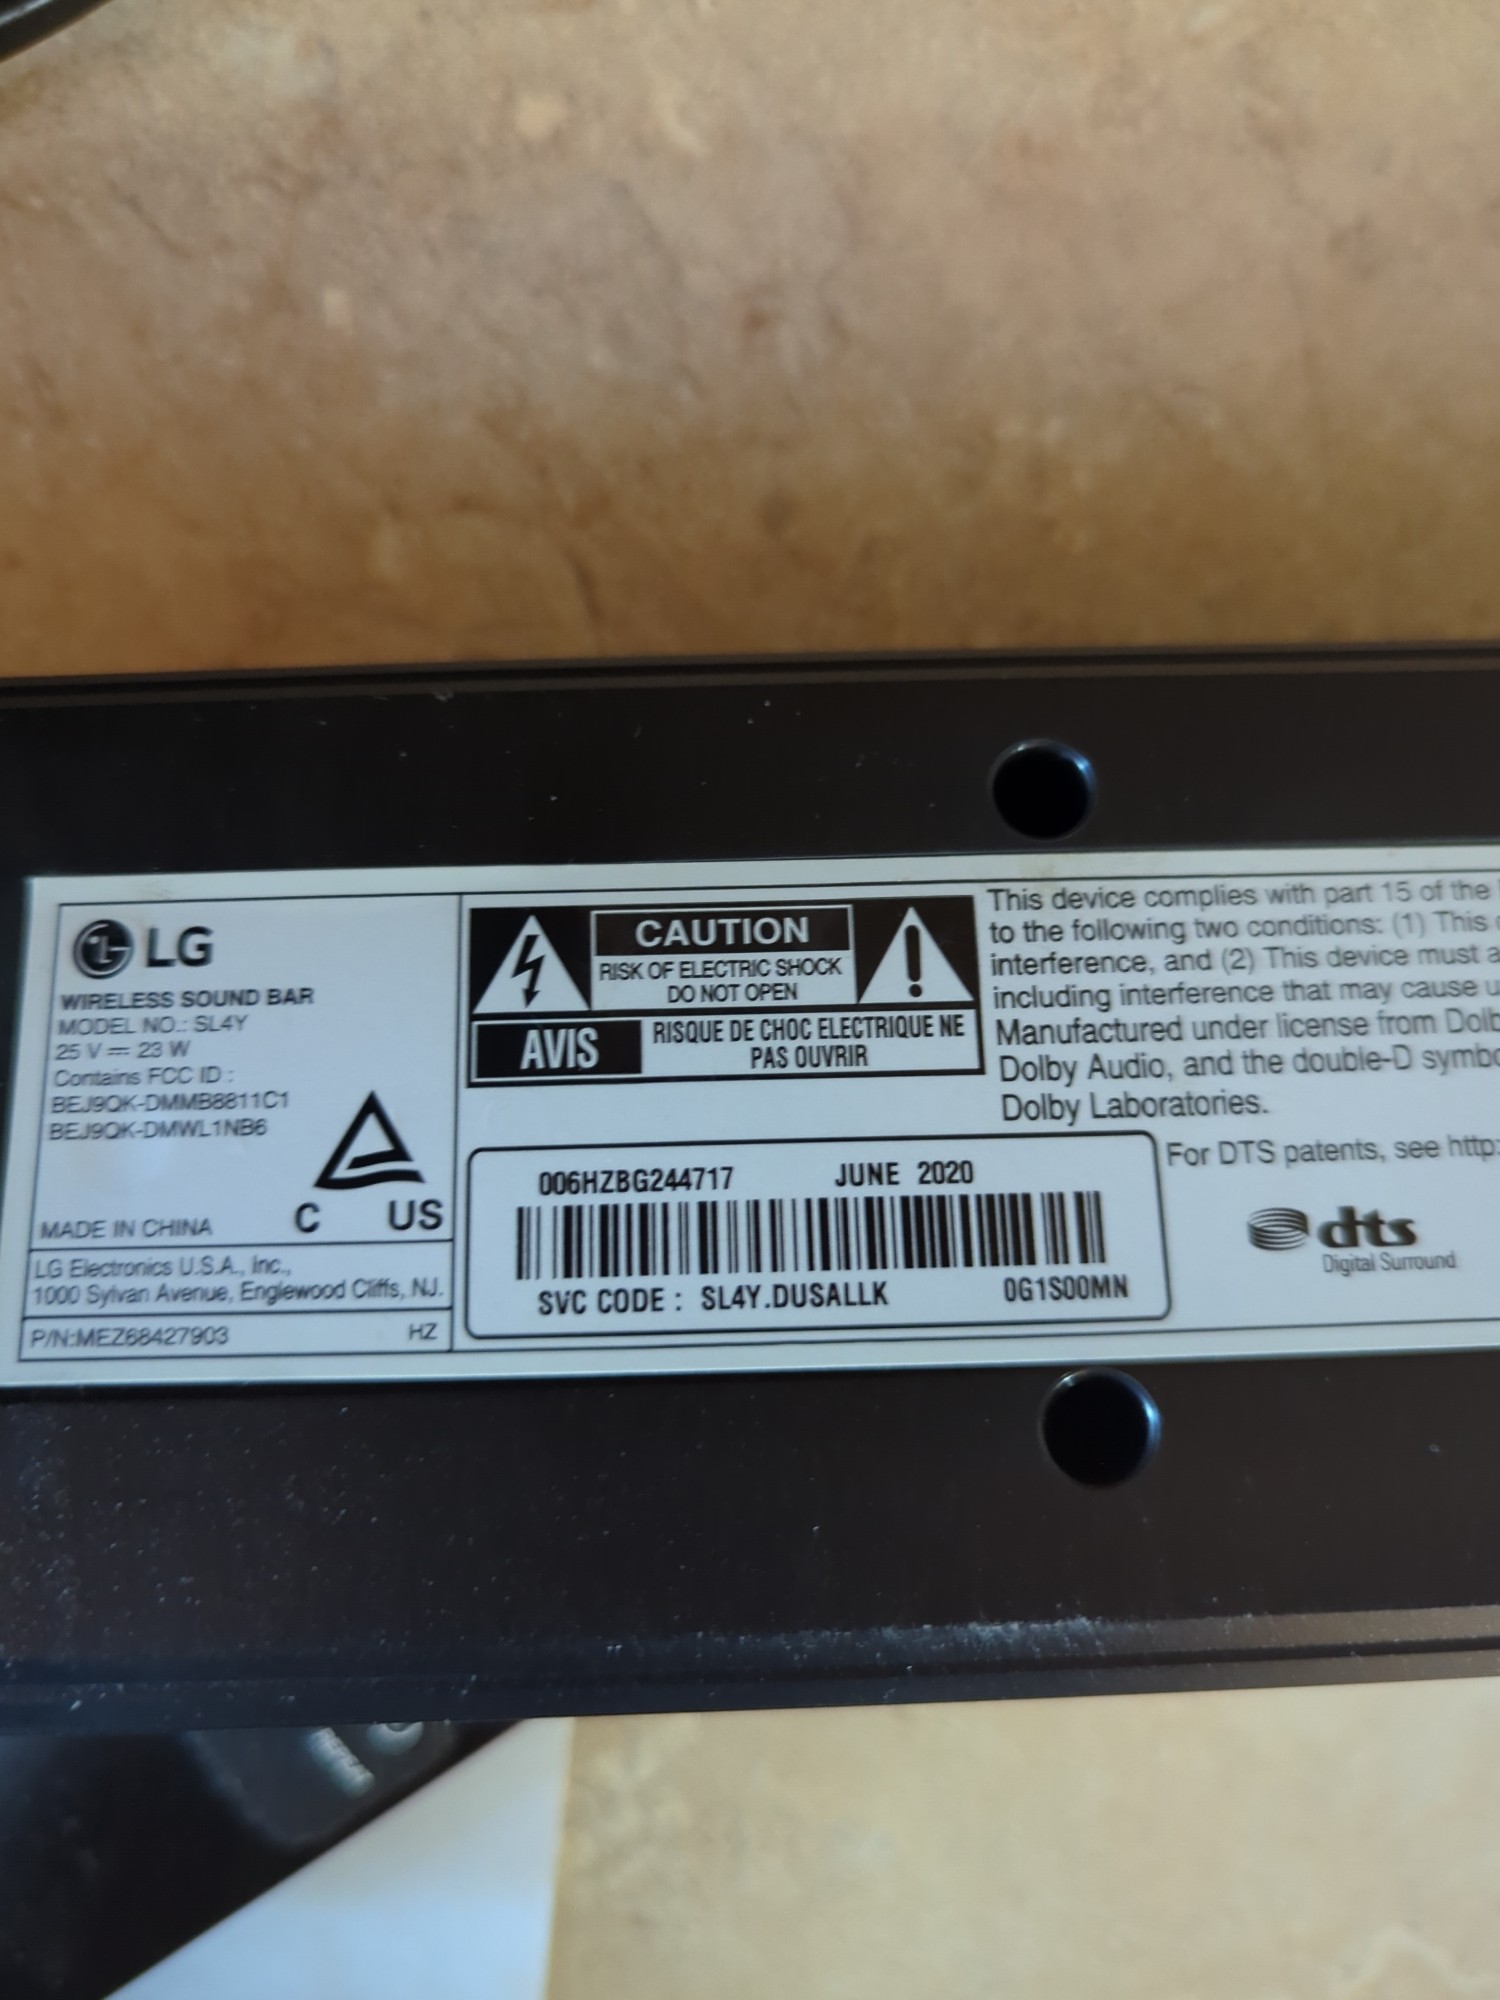 LG
WIRELESS SOUND BAR
MODEL NO.: SL4Y
25 V ⎓ 23 W
Contains FCC ID :
BEJ9QK-DMMB8811C1
BEJ9QK-DMWL1NB6
C US
MADE IN CHINA
LG Electronics U.S.A., Inc.,
1000 Sylvan Avenue, Englewood Cliffs, NJ.
P/N:MEZ68427903 HZ
CAUTION
RISK OF ELECTRIC SHOCK
DO NOT OPEN
AVIS
RISQUE DE CHOC ELECTRIQUE NE
PAS OUVRIR
006HZBG244717 JUNE 2020
SVC CODE : SL4Y.DUSALLK 0G1S00MN
This device complies with part 15 of the
to the following two conditions: (1) This
interference, and (2) This device must
including interference that may cause
Manufactured under license from
Dolby Audio, and the double-D
Dolby Laboratories.
For DTS patents, see http:
dts
Digital Surround
REPEAT